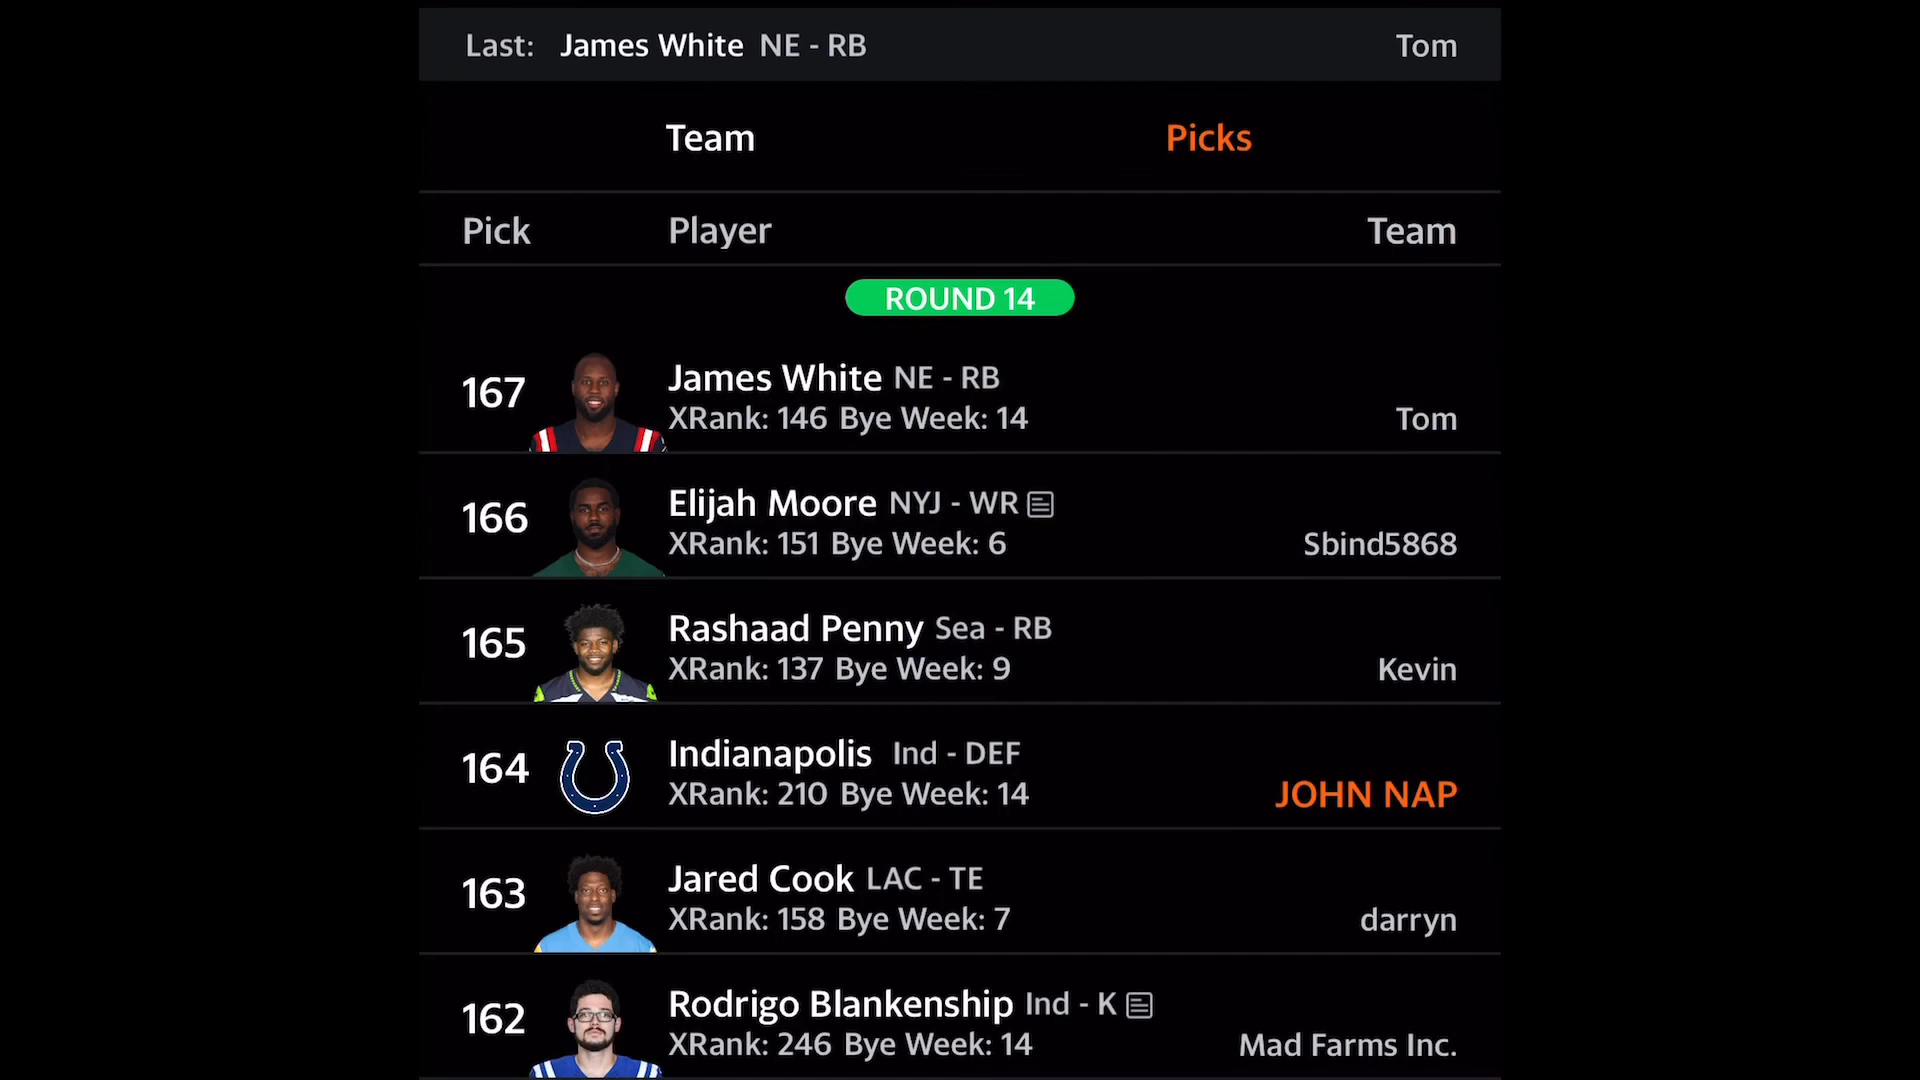 Last: James White NE - RB Tom
Team Picks
Pick Player Team
ROUND 14
167 James White NE - RB
XRank: 146 Bye Week: 14 Tom
166 Elijah Moore NYJ - WR
XRank: 151 Bye Week: 6 Sbind5868
165 Rashaad Penny Sea - RB
XRank: 137 Bye Week: 9 Kevin
164 Indianapolis Ind - DEF
XRank: 210 Bye Week: 14 JOHN NAP
163 Jared Cook LAC - TE
XRank: 158 Bye Week: 7 darryn
162 Rodrigo Blankenship Ind - K
XRank: 246 Bye Week: 14 Mad Farms Inc.